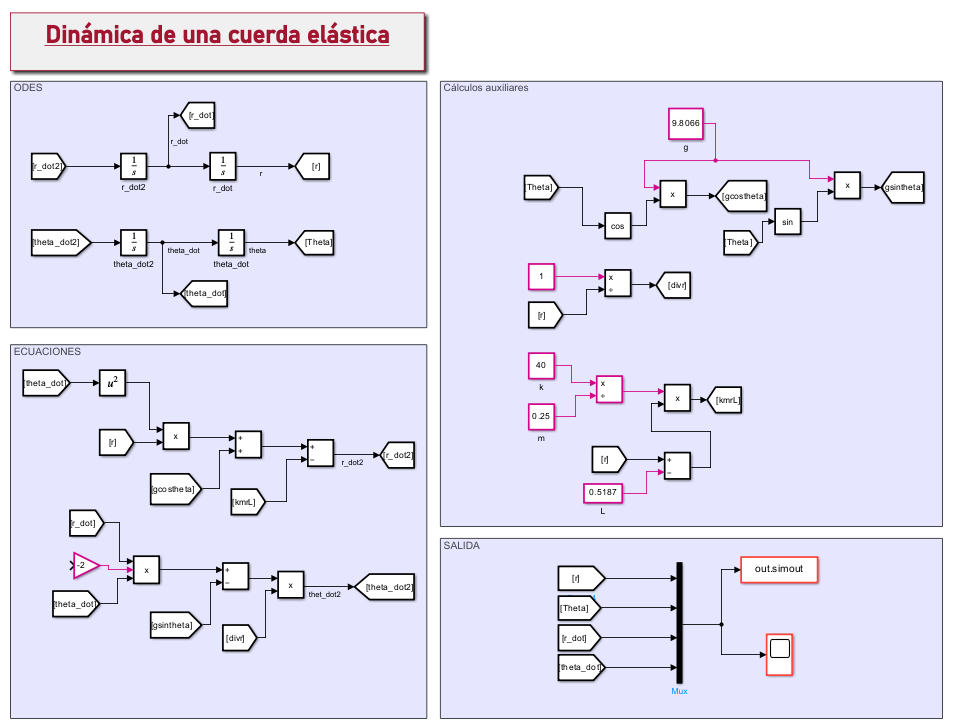 Dinámica de una cuerda elástica
ODES
[r_dot]
r_dot
[r_dot2]
1
s
r_dot2
1
s
r_dot
r
[r]
[theta_dot2]
1
s
theta_dot2
theta_dot
1
s
theta_dot
theta
[Theta]
[theta_dot]
ECUACIONES
[theta_dot]
u²
[r]
x
+
+
[gcostheta]
+
−
[kmrL]
r_dot2
[r_dot2]
[r_dot]
-2
[theta_dot]
x
+
−
[gsintheta]
x
[divr]
thet_dot2
[theta_dot2]
Cálculos auxiliares
9.8066
g
[Theta]
cos
x
[gcostheta]
[Theta]
sin
x
[gsintheta]
1
[r]
x
÷
[divr]
40
k
0.25
m
x
÷
x
[kmrL]
[r]
0.5187
L
+
−
SALIDA
[r]
[Theta]
[r_dot]
[theta_dot]
Mux
out.simout